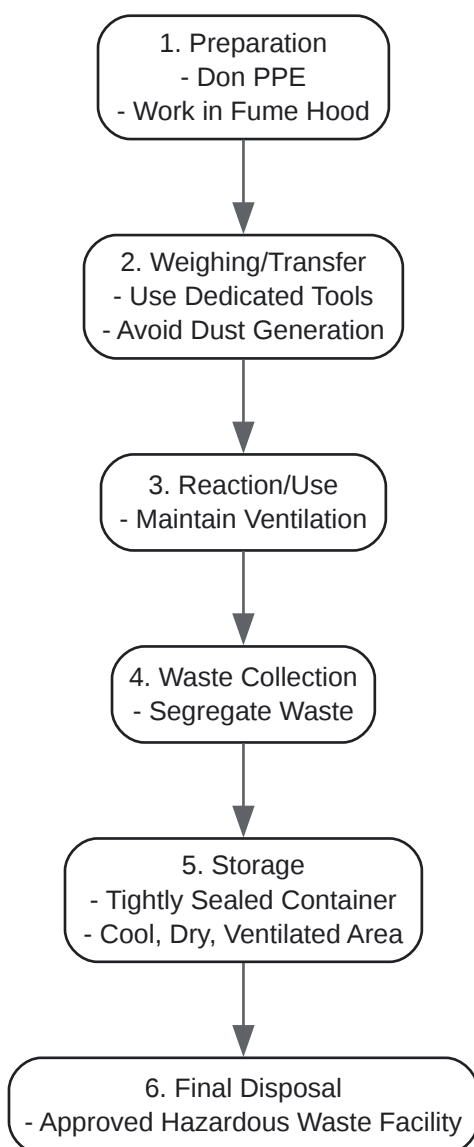 1. Preparation
- Don PPE
- Work in Fume Hood
2. Weighing/Transfer
- Use Dedicated Tools
- Avoid Dust Generation
3. Reaction/Use
- Maintain Ventilation
4. Waste Collection
- Segregate Waste
5. Storage
- Tightly Sealed Container
- Cool, Dry, Ventilated Area
6. Final Disposal
- Approved Hazardous Waste Facility